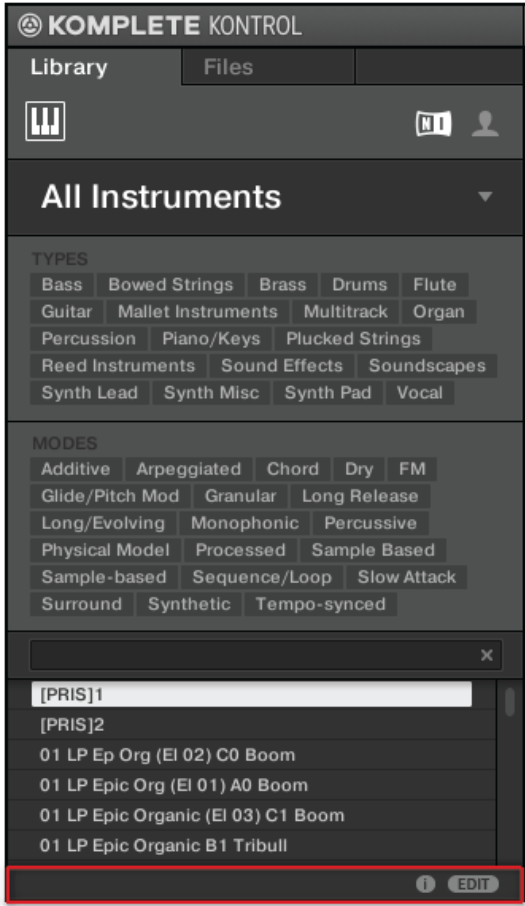 KOMPLETE KONTROL
Library Files
NI
All Instruments
TYPES
Bass Bowed Strings Brass Drums Flute
Guitar Mallet Instruments Multitrack Organ
Percussion Piano/Keys Plucked Strings
Reed Instruments Sound Effects Soundscapes
Synth Lead Synth Misc Synth Pad Vocal
MODES
Additive Arpeggiated Chord Dry FM
Glide/Pitch Mod Granular Long Release
Long/Evolving Monophonic Percussive
Physical Model Processed Sample Based
Sample-based Sequence/Loop Slow Attack
Surround Synthetic Tempo-synced
[PRIS]1
[PRIS]2
01 LP Ep Org (El 02) C0 Boom
01 LP Epic Org (El 01) A0 Boom
01 LP Epic Organic (El 03) C1 Boom
01 LP Epic Organic B1 Tribull
i EDIT